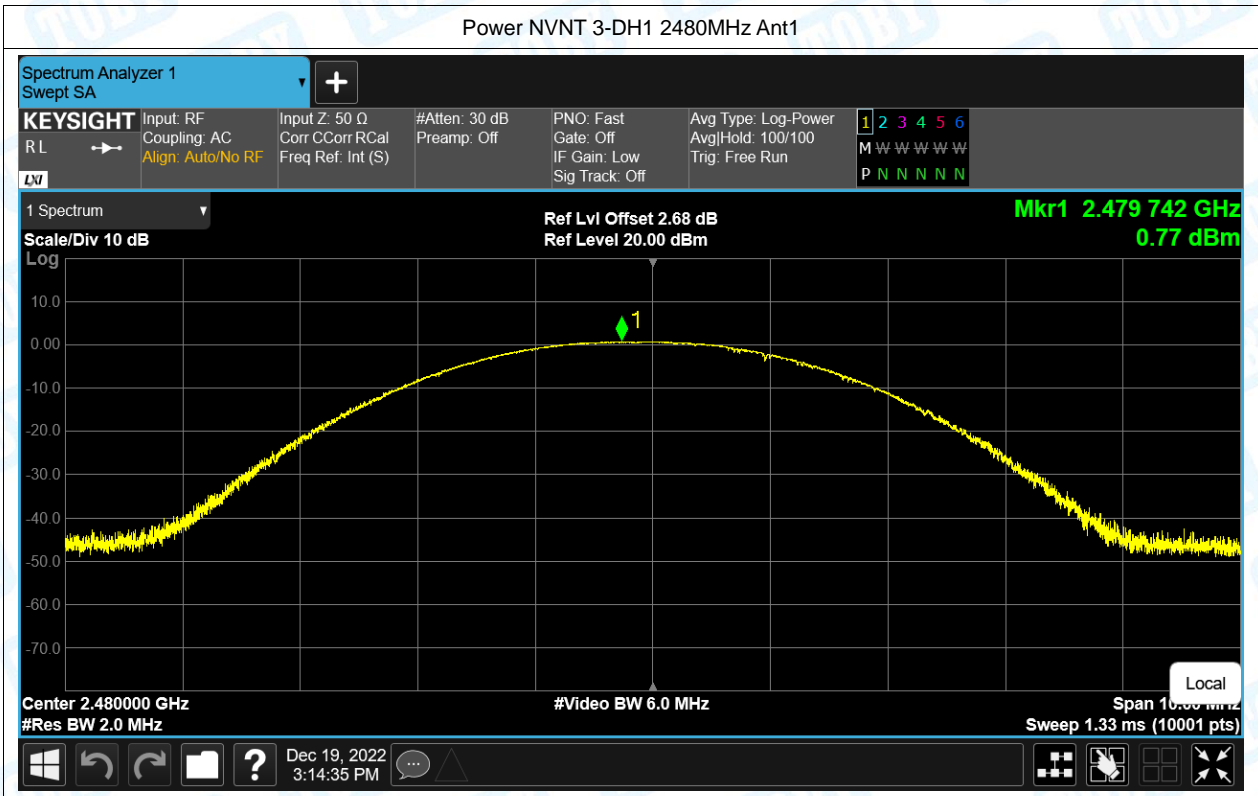 Power NVNT 3-DH1 2480MHz Ant1
Spectrum Analyzer 1
Swept SA
KEYSIGHT
R L
LXI
Input: RF
Coupling: AC
Align: Auto/No RF
Input Z: 50 Ω
Corr CCorr RCal
Freq Ref: Int (S)
#Atten: 30 dB
Preamp: Off
PNO: Fast
Gate: Off
IF Gain: Low
Sig Track: Off
Avg Type: Log-Power
Avg|Hold: 100/100
Trig: Free Run
1 2 3 4 5 6
M W W W W W
P N N N N N
1 Spectrum
Scale/Div 10 dB
Log
Ref Lvl Offset 2.68 dB
Ref Level 20.00 dBm
Mkr1 2.479 742 GHz
0.77 dBm
1
10.0
0.00
-10.0
-20.0
-30.0
-40.0
-50.0
-60.0
-70.0
Local
Center 2.480000 GHz
#Res BW 2.0 MHz
#Video BW 6.0 MHz
Span 10.00 MHz
Sweep 1.33 ms (10001 pts)
?
Dec 19, 2022
3:14:35 PM
TOBY